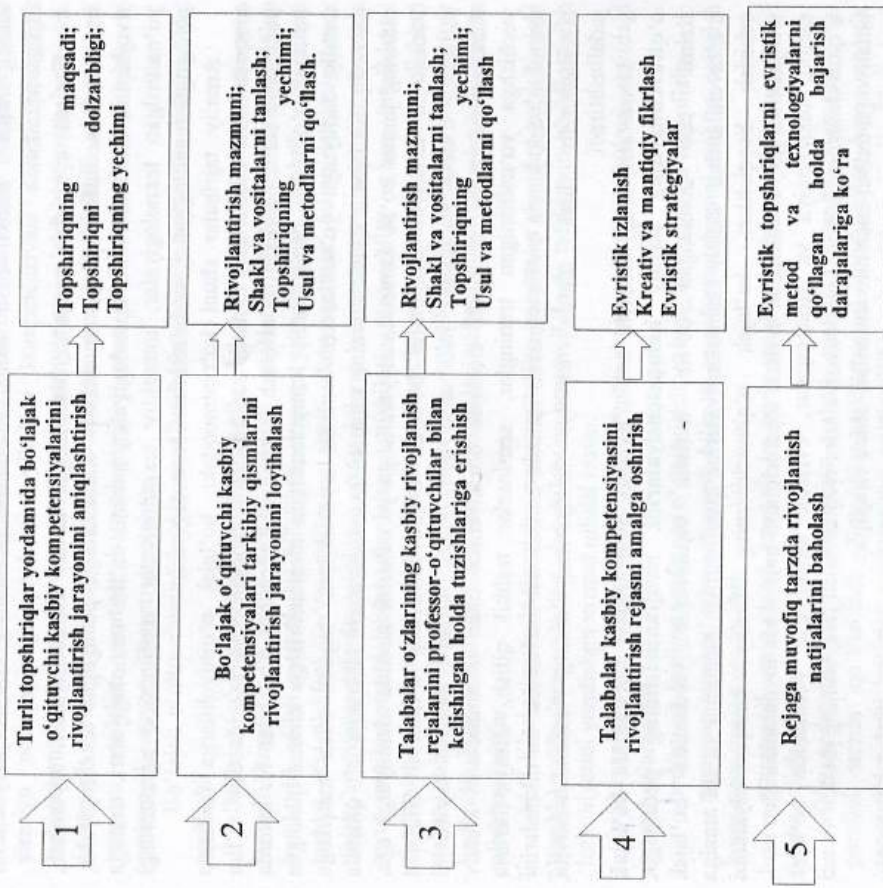 1
Turli topshiriqlar yordamida bo‘lajak
o‘qituvchi kasbiy kompetensiyalarini
rivojlantirish jarayonini aniqlashtirish
Topshiriqning maqsadi;
Topshiriqni dolzarbligi;
Topshiriqning yechimi
2
Bo‘lajak o‘qituvchi kasbiy
kompetensiyalari tarkibiy qismlarini
rivojlantirish jarayonini loyihalash
Rivojlantirish mazmuni;
Shakl va vositalarni tanlash;
Topshiriqning yechimi;
Usul va metodlarni qo‘llash.
3
Talabalar o‘zlarining kasbiy rivojlanish
rejalarini professor-o‘qituvchilar bilan
kelishilgan holda tuzishlariga erishish
Rivojlantirish mazmuni;
Shakl va vositalarni tanlash;
Topshiriqning yechimi;
Usul va metodlarni qo‘llash
4
Talabalar kasbiy kompetensiyasini
rivojlantirish rejasni amalga oshirish
Evristik izlanish
Kreativ va mantiqiy fikrlash
Evristik strategiyalar
5
Rejaga muvofiq tarzda rivojlanish
natijalarini baholash
Evristik topshiriqlarni evristik
metod va texnologiyalarni
qo‘llagan holda bajarish
darajalariga ko‘ra